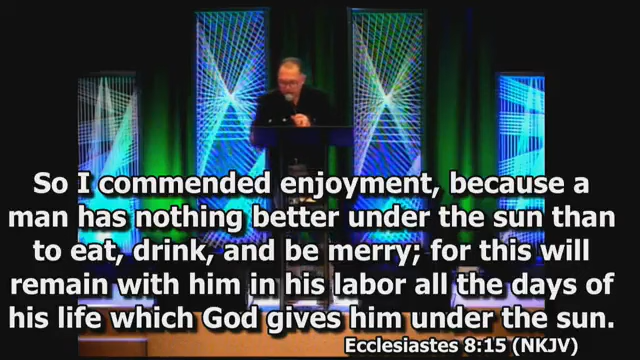 So I commended enjoyment, because a
man has nothing better under the sun than
to eat, drink, and be merry; for this will
remain with him in his labor all the days of
his life which God gives him under the sun.
Ecclesiastes 8:15 (NKJV)